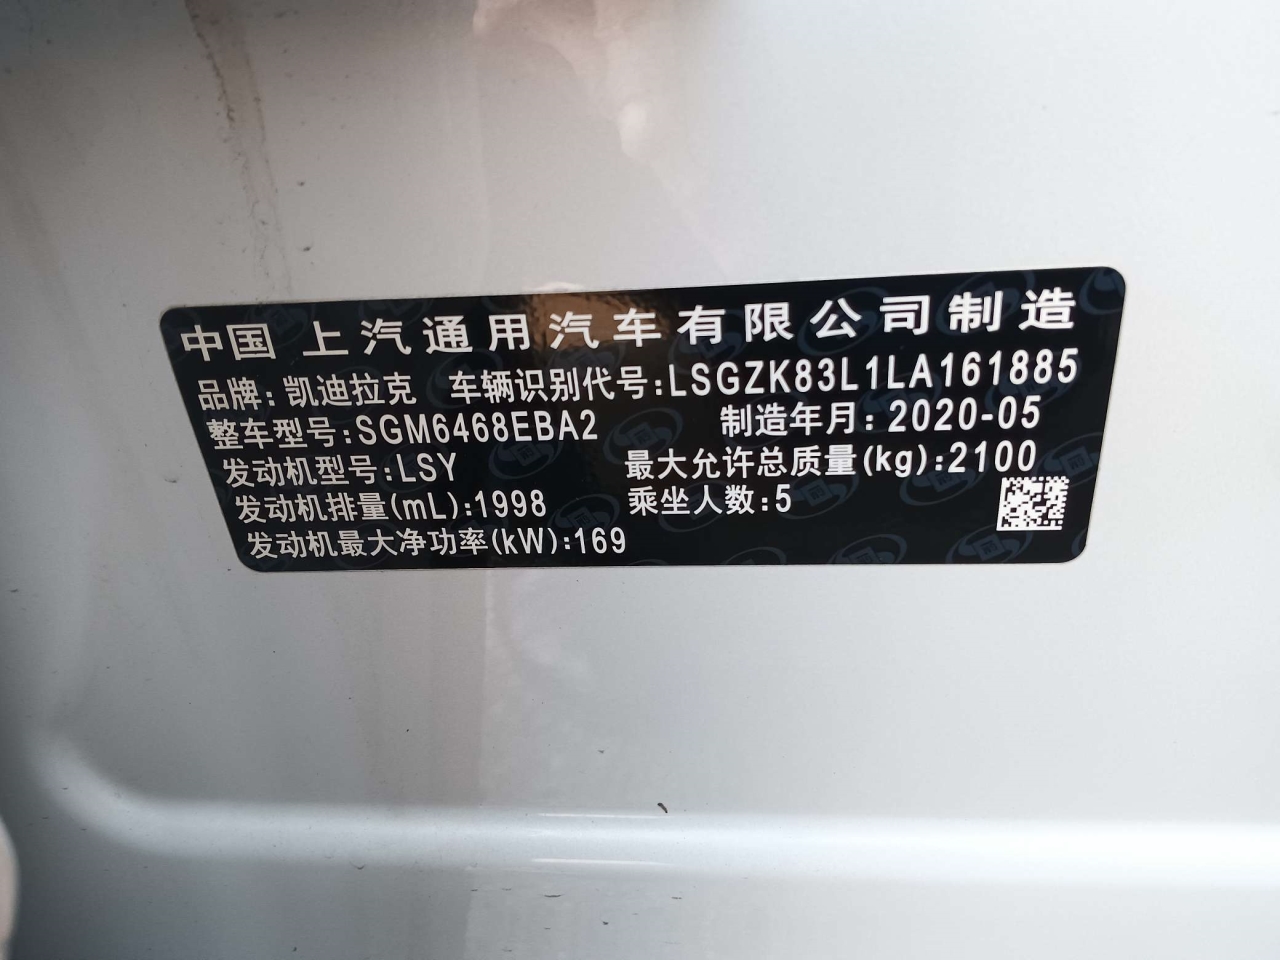 中国 上汽通用汽车有限公司制造
品牌:凯迪拉克 车辆识别代号:LSGZK83L1LA161885
整车型号:SGM6468EBA2 制造年月:2020-05
发动机型号:LSY 最大允许总质量(kg):2100
发动机排量(mL):1998 乘坐人数:5
发动机最大净功率(kW):169